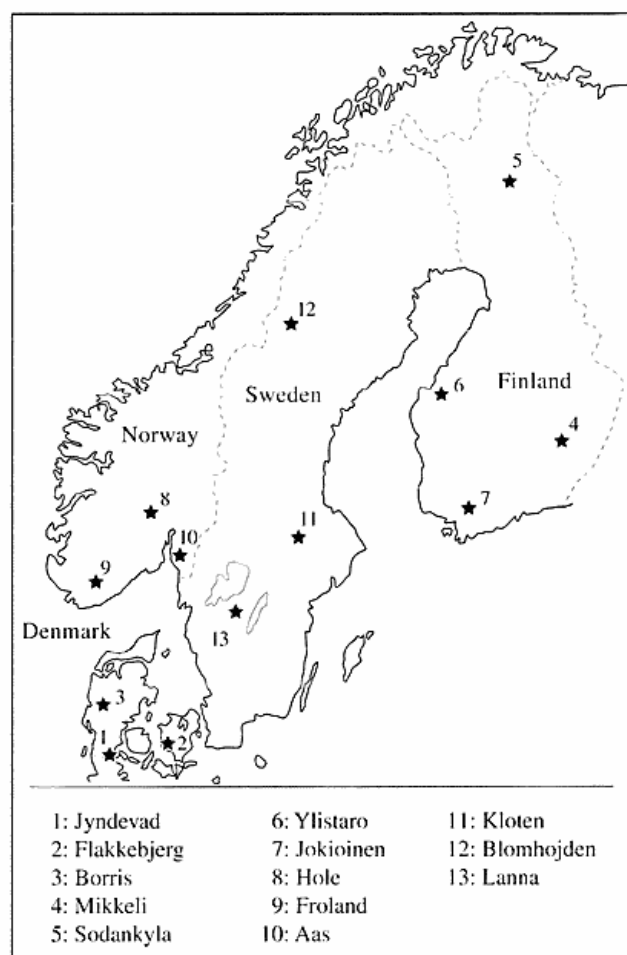 5
12
Sweden
6
Finland
Norway
4
8
7
11
10
9
13
Denmark
3
1
2
1: Jyndevad
2: Flakkebjerg
3: Borris
4: Mikkeli
5: Sodankyla
6: Ylistaro
7: Jokioinen
8: Hole
9: Froland
10: Aas
11: Kloten
12: Blomhojden
13: Lanna